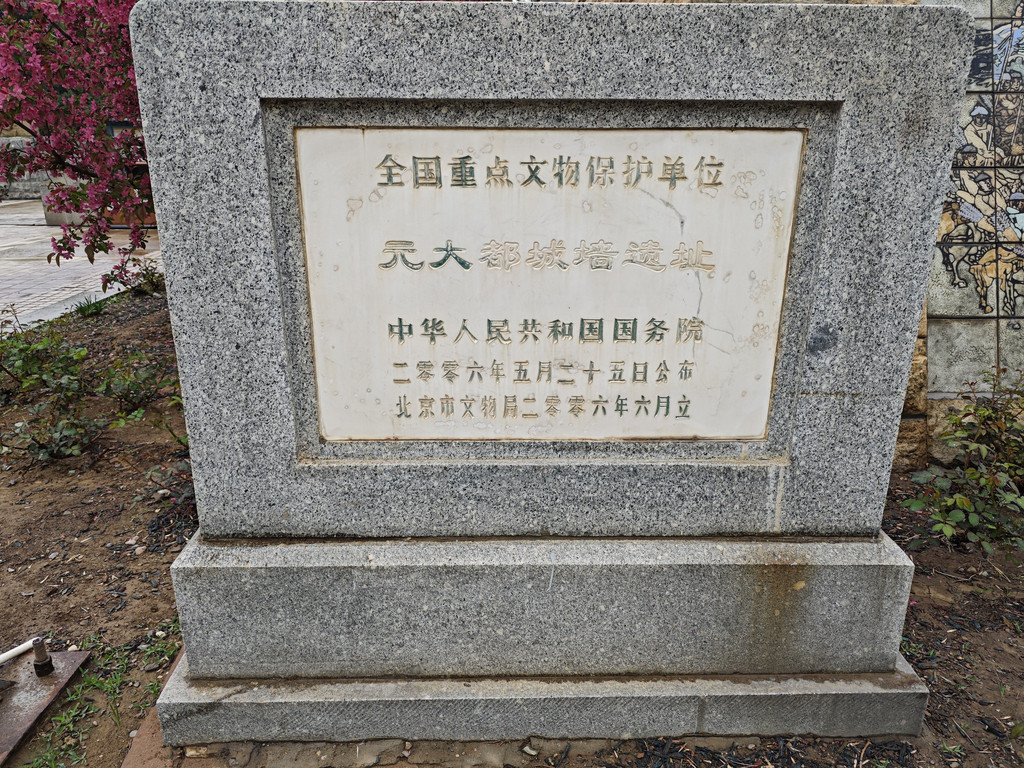 全国重点文物保护单位
元大都城墙遗址
中华人民共和国国务院
二零零六年五月二十五日公布
北京市文物局二零零六年六月立